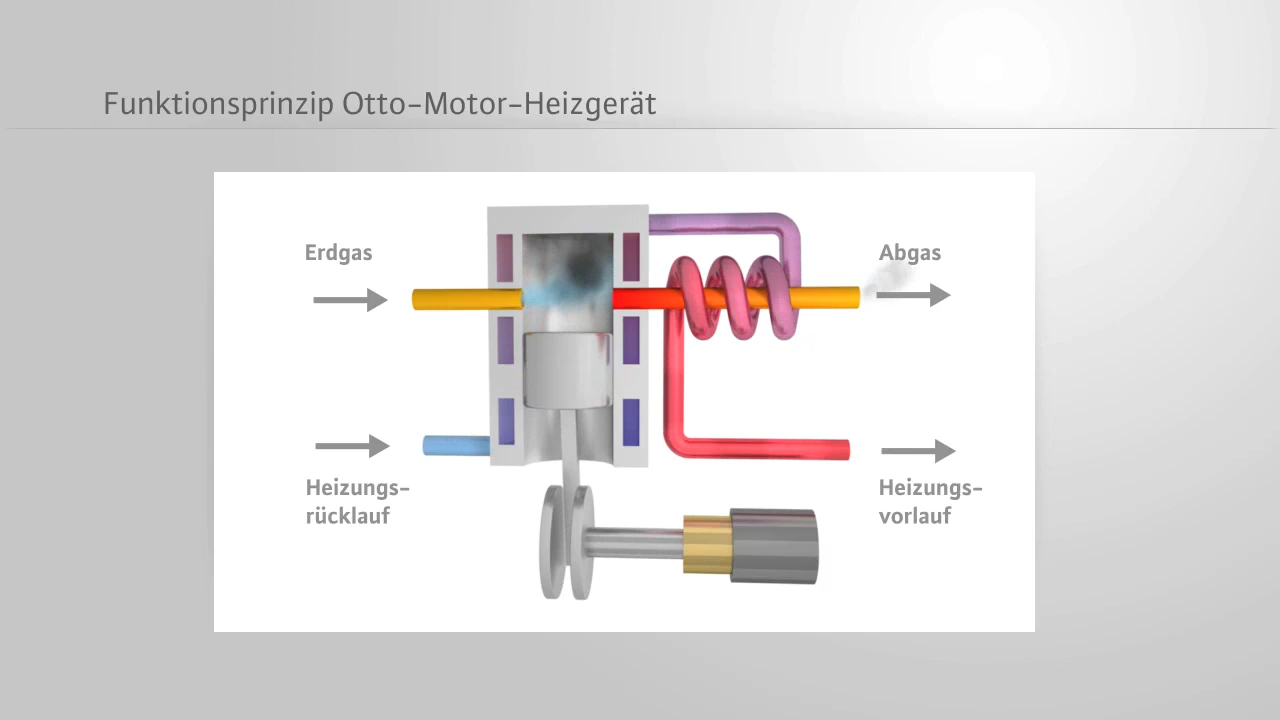 Funktionsprinzip Otto-Motor-Heizgerät
Erdgas
Abgas
Heizungs-
rücklauf
Heizungs-
vorlauf